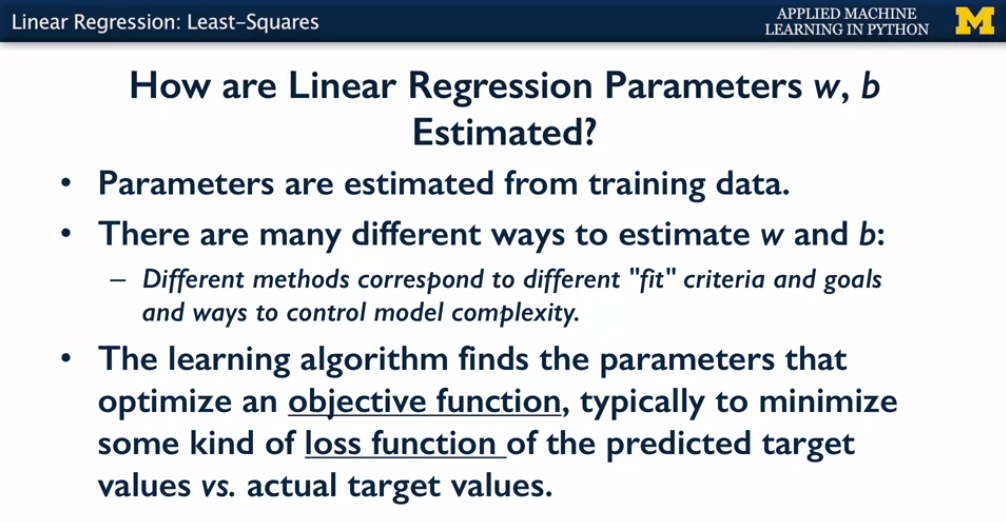 Linear Regression: Least-Squares
APPLIED MACHINE
LEARNING IN PYTHON
M
How are Linear Regression Parameters w, b
Estimated?
• Parameters are estimated from training data.
• There are many different ways to estimate w and b:
– Different methods correspond to different "fit" criteria and goals
and ways to control model complexity.
• The learning algorithm finds the parameters that
optimize an objective function, typically to minimize
some kind of loss function of the predicted target
values vs. actual target values.